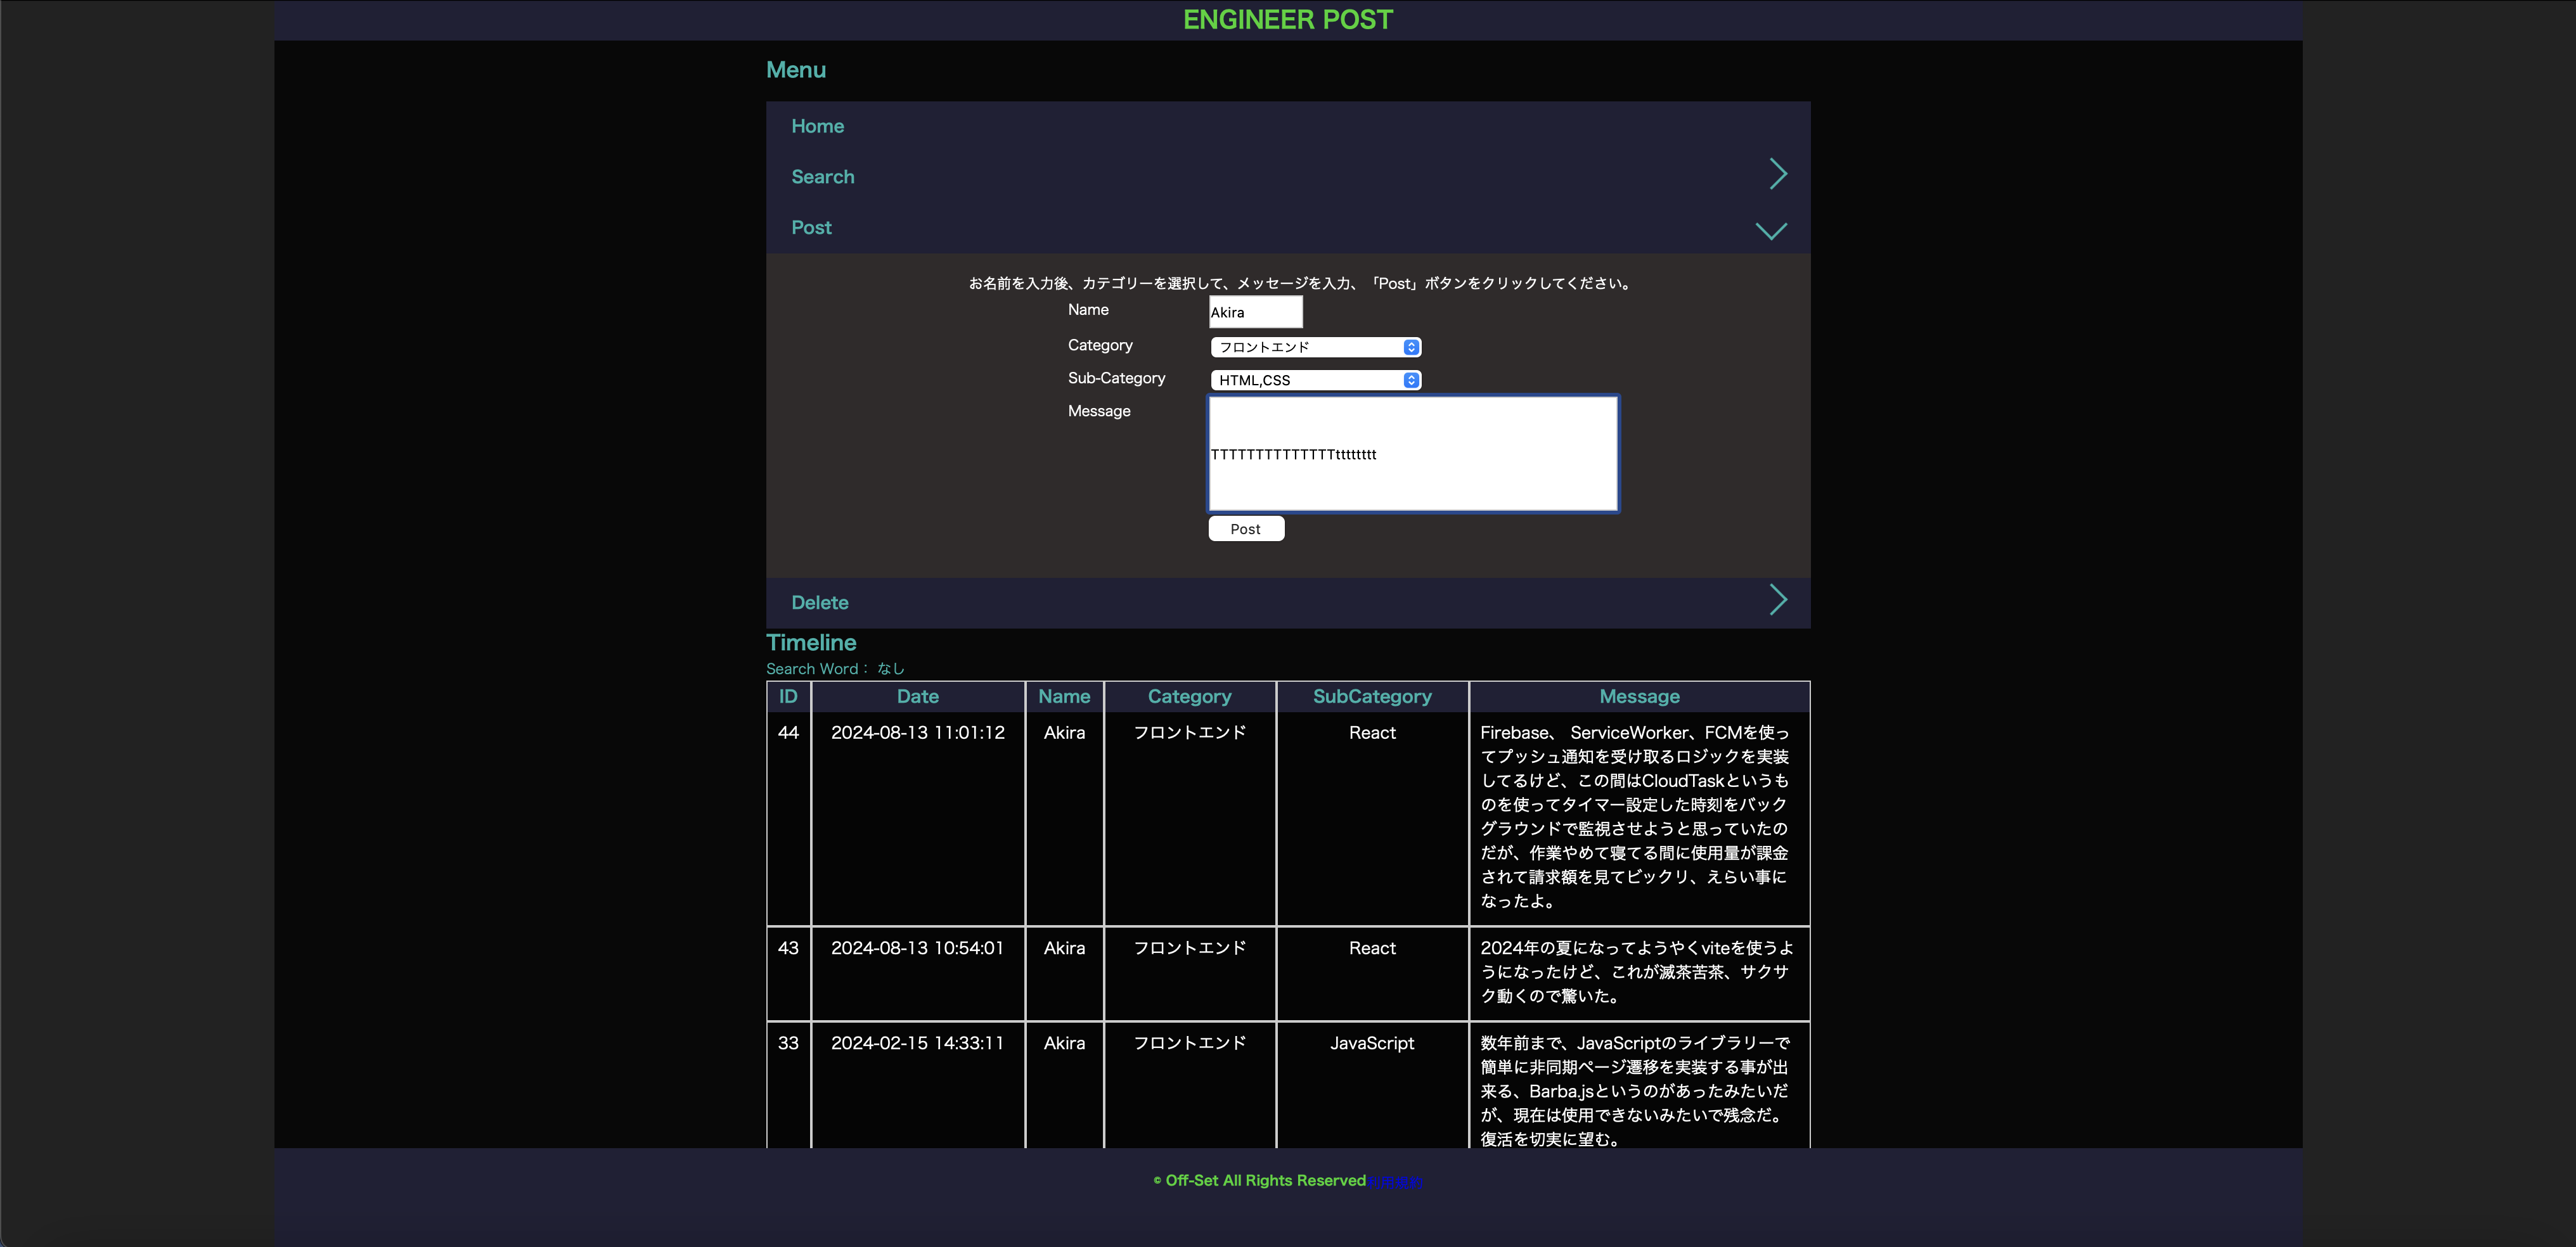 ENGINEER POST
Menu
Home
Search
Post
お名前を入力後、カテゴリーを選択して、メッセージを入力、「Post」ボタンをクリックしてください。
Name
Akira
Category
フロントエンド
Sub-Category
HTML,CSS
Message
TTTTTTTTTTTTTTtttttttt
Post
Delete
Timeline
Search Word： なし
ID Date Name Category SubCategory Message
44 2024-08-13 11:01:12 Akira フロントエンド React Firebase、 ServiceWorker、FCMを使っ
てプッシュ通知を受け取るロジックを実装
してるけど、この間はCloudTaskというも
のを使ってタイマー設定した時刻をバック
グラウンドで監視させようと思っていたの
だが、作業やめて寝てる間に使用量が課金
されて請求額を見てビックリ、えらい事に
なったよ。
43 2024-08-13 10:54:01 Akira フロントエンド React 2024年の夏になってようやくviteを使うよ
うになったけど、これが滅茶苦茶、サクサ
ク動くので驚いた。
33 2024-02-15 14:33:11 Akira フロントエンド JavaScript 数年前まで、JavaScriptのライブラリーで
簡単に非同期ページ遷移を実装する事が出
来る、Barba.jsというのがあったみたいだ
が、現在は使用できないみたいで残念だ。
復活を切実に望む。
© Off-Set All Rights Reserved利用規約